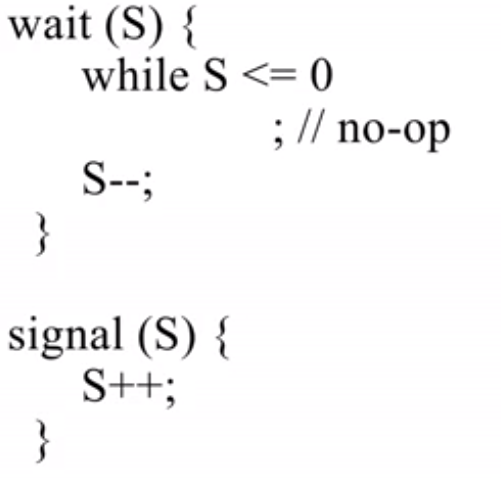 wait (S) {
while S <= 0
; // no-op
S--;
}
signal (S) {
S++;
}